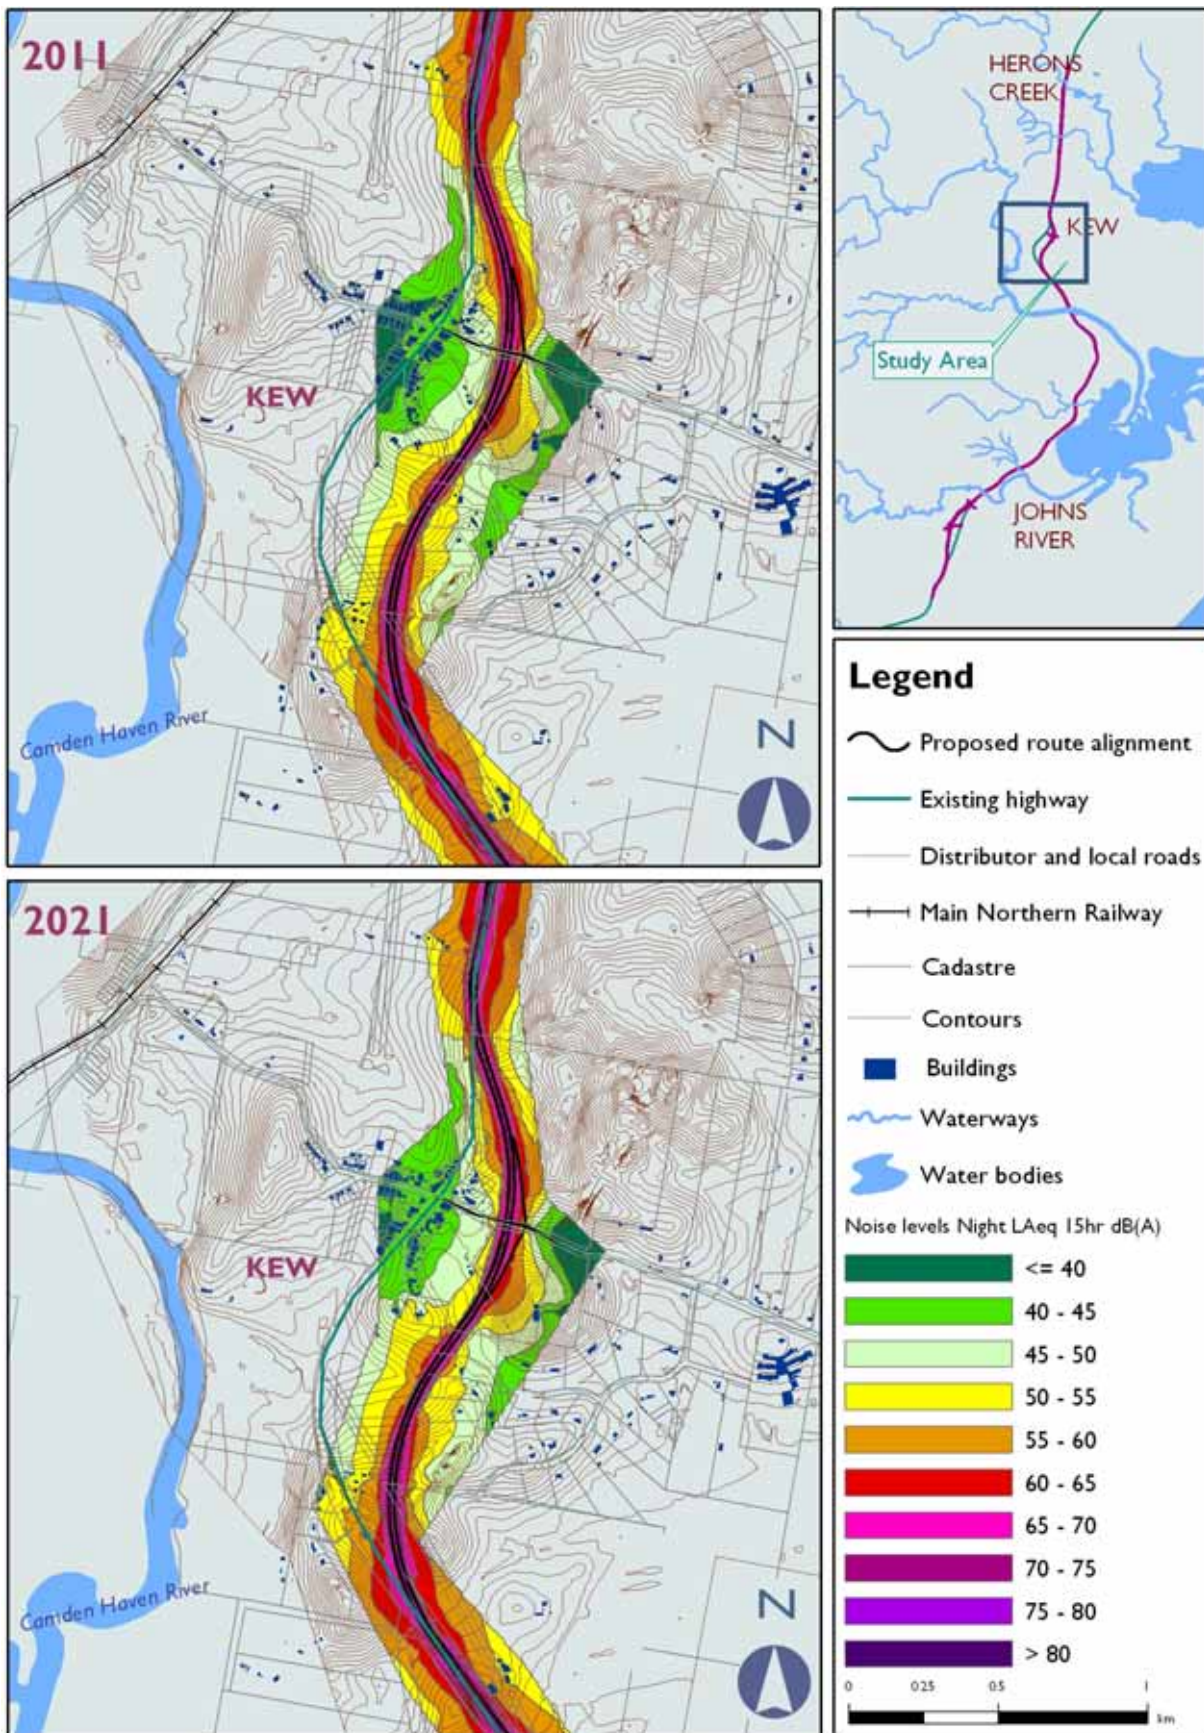 2011
KEW
Camden Haven River
N
2021
KEW
Camden Haven River
N
HERONS
CREEK
KEW
Study Area
JOHNS
RIVER
Legend
Proposed route alignment
Existing highway
Distributor and local roads
Main Northern Railway
Cadastre
Contours
Buildings
Waterways
Water bodies
Noise levels Night LAeq 15hr dB(A)
<= 40
40 - 45
45 - 50
50 - 55
55 - 60
60 - 65
65 - 70
70 - 75
75 - 80
> 80
0 0.25 0.5 1
km